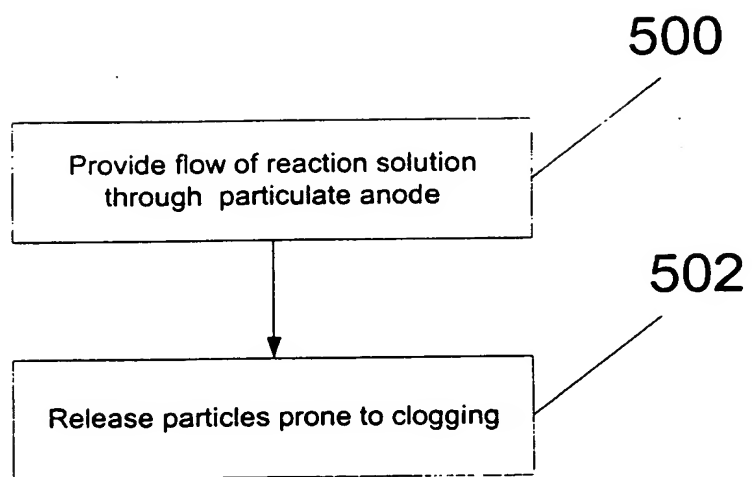 500
Provide flow of reaction solution
through particulate anode
502
Release particles prone to clogging